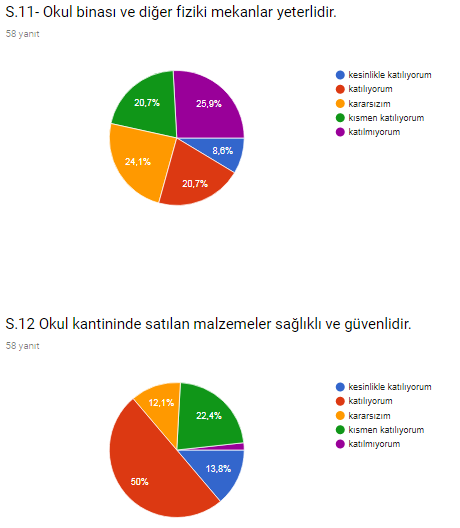 S.11- Okul binası ve diğer fiziki mekanlar yeterlidir.
58 yanıt
kesinlikle katılıyorum
katılıyorum
kararsızım
kısmen katılıyorum
katılmıyorum
20,7%
25,9%
8,6%
24,1%
20,7%
S.12 Okul kantininde satılan malzemeler sağlıklı ve güvenlidir.
58 yanıt
kesinlikle katılıyorum
katılıyorum
kararsızım
kısmen katılıyorum
katılmıyorum
12,1%
22,4%
13,8%
50%